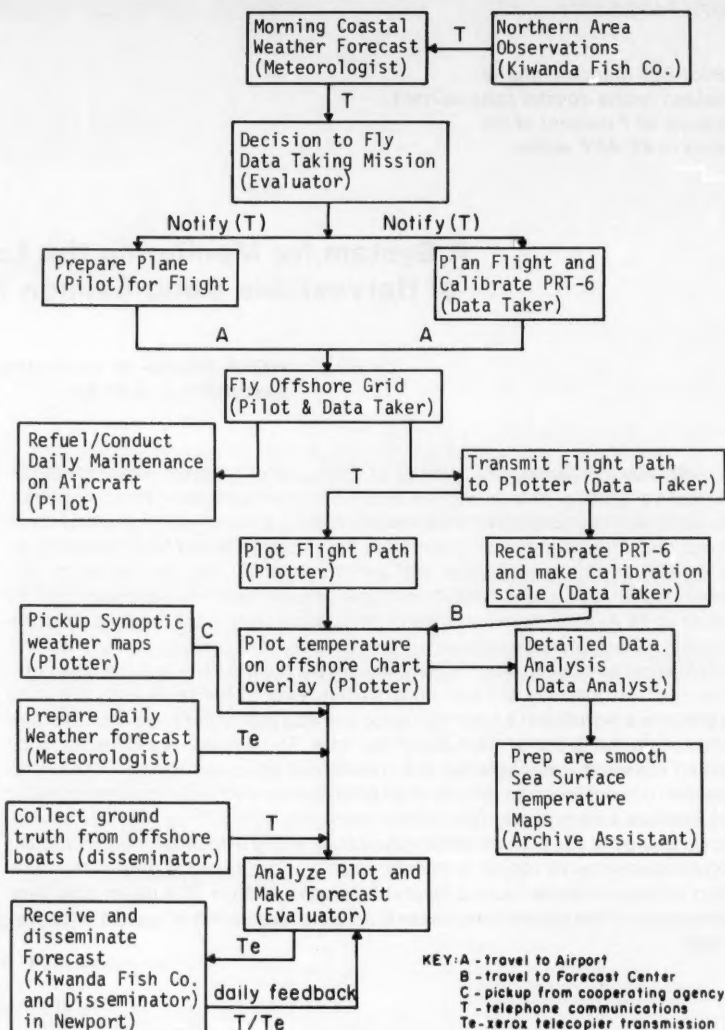 Morning Coastal
Weather Forecast
(Meteorologist)
T
Northern Area
Observations
(Kiwanda Fish Co.)
T
Decision to Fly
Data Taking Mission
(Evaluator)
Notify (T)
Notify (T)
Prepare Plane
(Pilot) for Flight
Plan Flight and
Calibrate PRT-6
(Data Taker)
A
A
Fly Offshore Grid
(Pilot & Data Taker)
Refuel/Conduct
Daily Maintenance
on Aircraft
(Pilot)
T
Transmit Flight Path
to Plotter (Data Taker)
Plot Flight Path
(Plotter)
Recalibrate PRT-6
and make calibration
scale (Data Taker)
Pickup Synoptic
weather maps
(Plotter)
C
B
Plot temperature
on offshore Chart
overlay (Plotter)
Detailed Data.
Analysis
(Data Analyst)
Prepare Daily
Weather forecast
(Meteorologist)
Te
Prep are smooth
Sea Surface
Temperature
Maps
(Archive Assistant)
Collect ground
truth from offshore
boats (disseminator)
T
Analyze Plot and
Make Forecast
(Evaluator)
Receive and
disseminate
Forecast
(Kiwanda Fish Co.
and Disseminator)
in Newport)
Te
daily feedback
T/Te
KEY: A - travel to Airport
B - travel to Forecast Center
C - pickup from cooperating agency
T - telephone communications
Te - xerox telecopier transmission